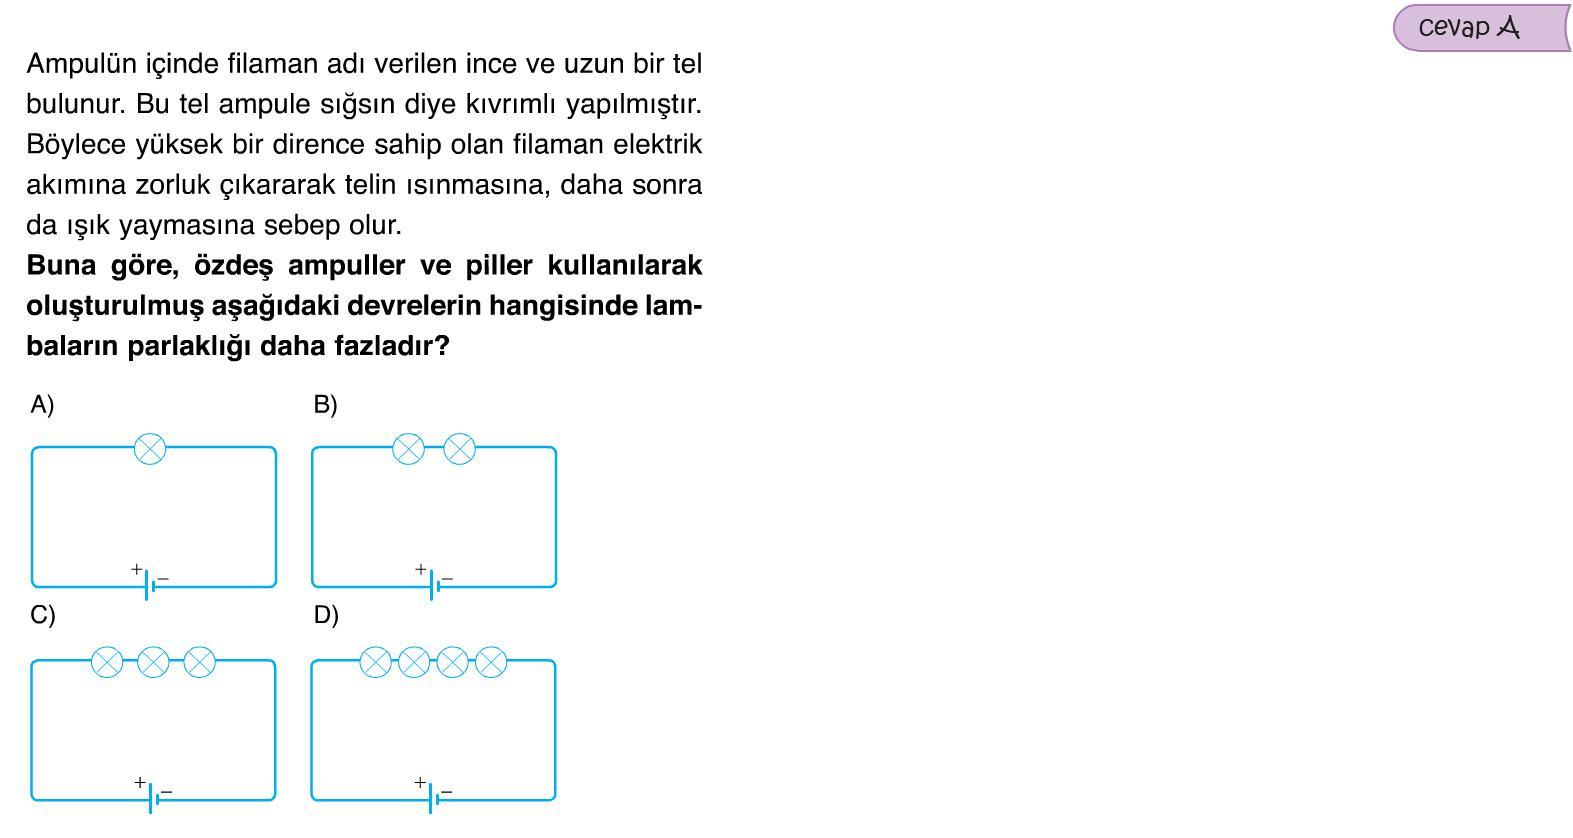 cevap A
Ampulün içinde filaman adı verilen ince ve uzun bir tel
bulunur. Bu tel ampule sığsın diye kıvrımlı yapılmıştır.
Böylece yüksek bir dirence sahip olan filaman elektrik
akımına zorluk çıkararak telin ısınmasına, daha sonra
da ışık yaymasına sebep olur.
Buna göre, özdeş ampuller ve piller kullanılarak
oluşturulmuş aşağıdaki devrelerin hangisinde lam-
baların parlaklığı daha fazladır?
A) B)
+ – + –
C) D)
+ – + –